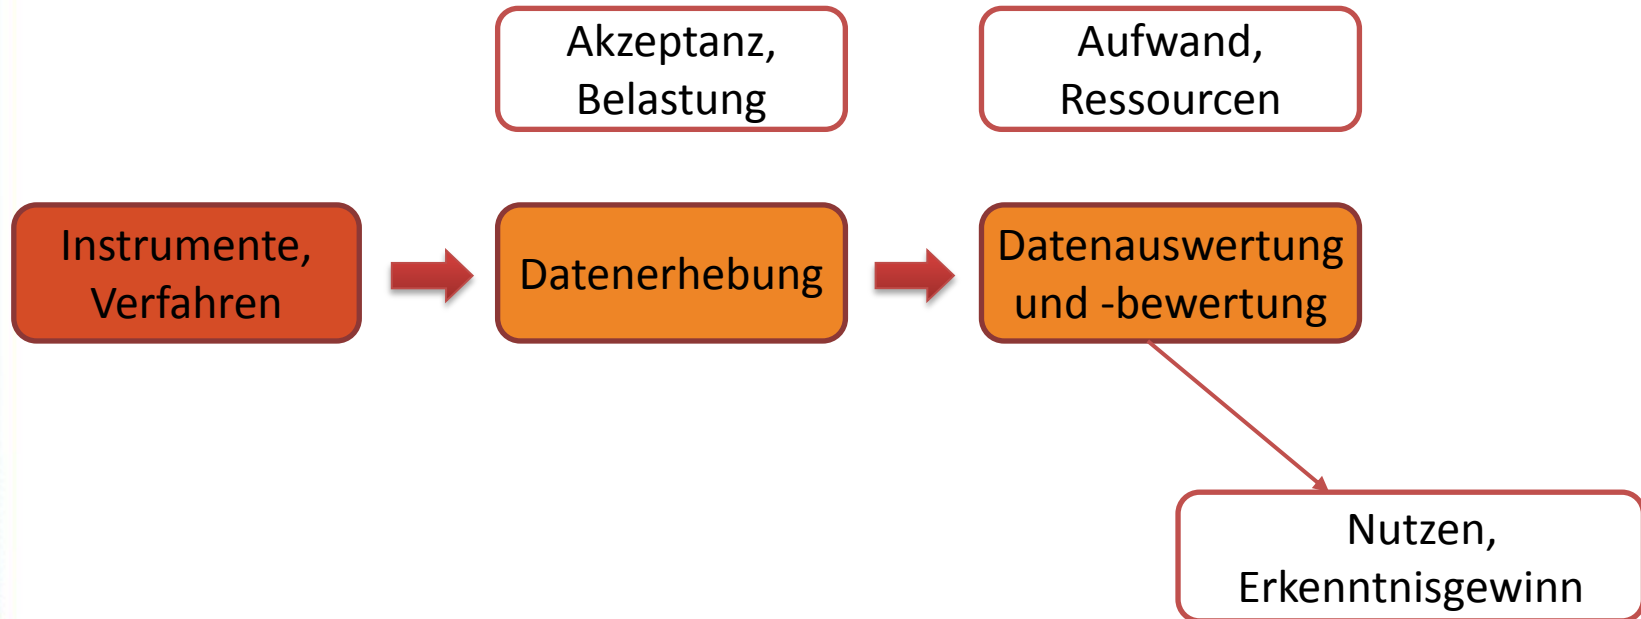 Akzeptanz,
Belastung
Aufwand,
Ressourcen
Instrumente,
Verfahren
Datenerhebung
Datenauswertung
und -bewertung
Nutzen,
Erkenntnisgewinn